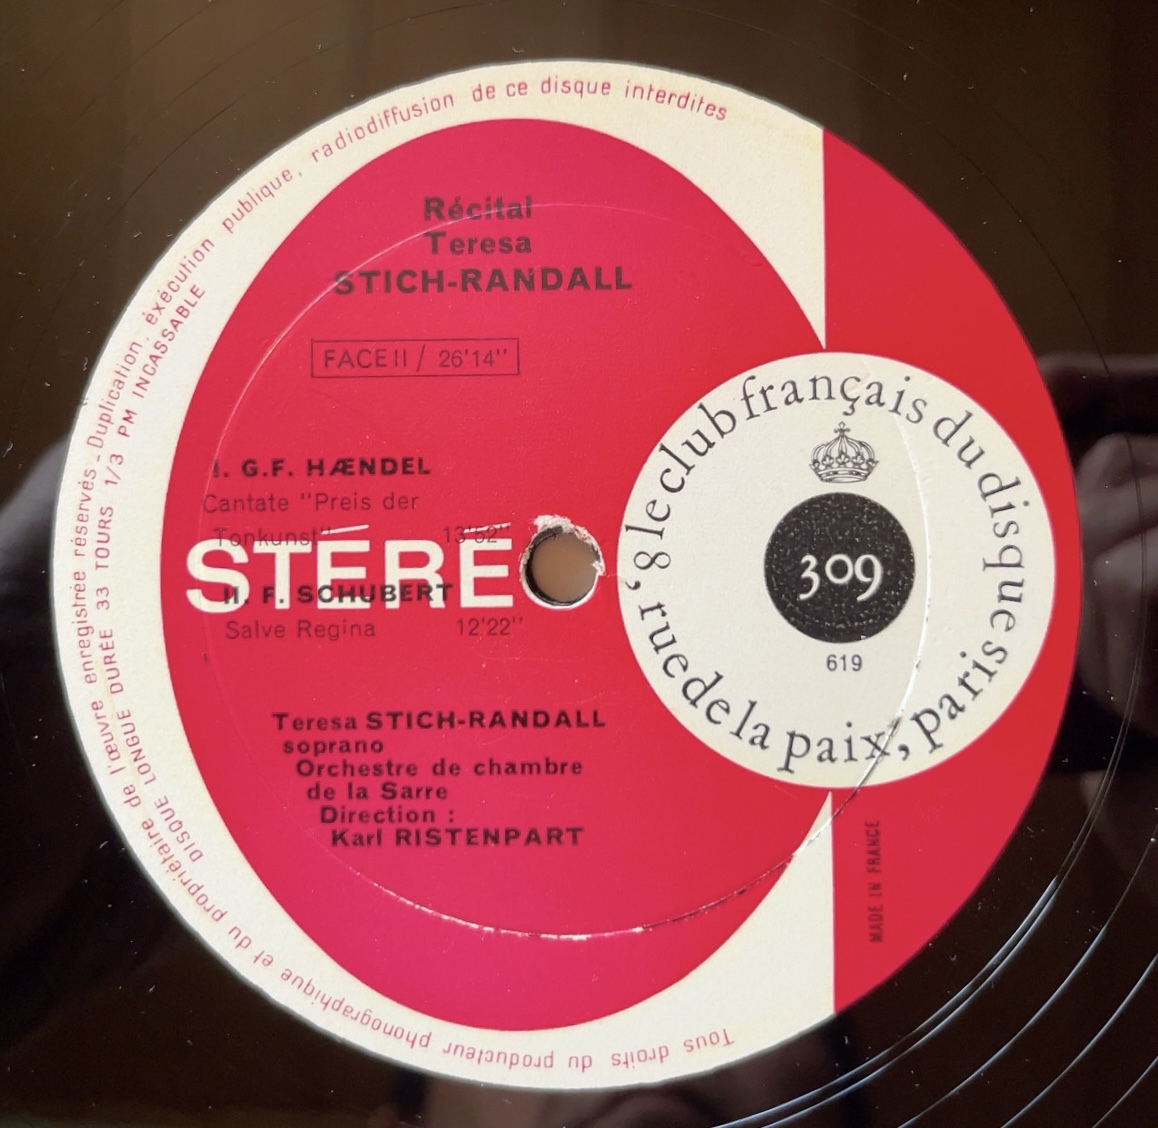 Récital
Teresa
STICH-RANDALL
FACE II / 26'14"
I. G.F. HÆNDEL
Cantate "Preis der
Tonkunst" 13'52"
STÉRÉ
II. F. SCHUBERT
Salve Regina 12'22"
Teresa STICH-RANDALL
soprano
Orchestre de chambre
de la Sarre
Direction :
Karl RISTENPART
le club français du disque
8, rue de la paix, paris
309
619
MADE IN FRANCE
Tous droits du producteur phonographique et du propriétaire de l'œuvre enregistrée réservés - Duplication, éxécution publique, radiodiffusion de ce disque interdites
DISQUE LONGUE DURÉE 33 TOURS 1/3 PM INCASSABLE